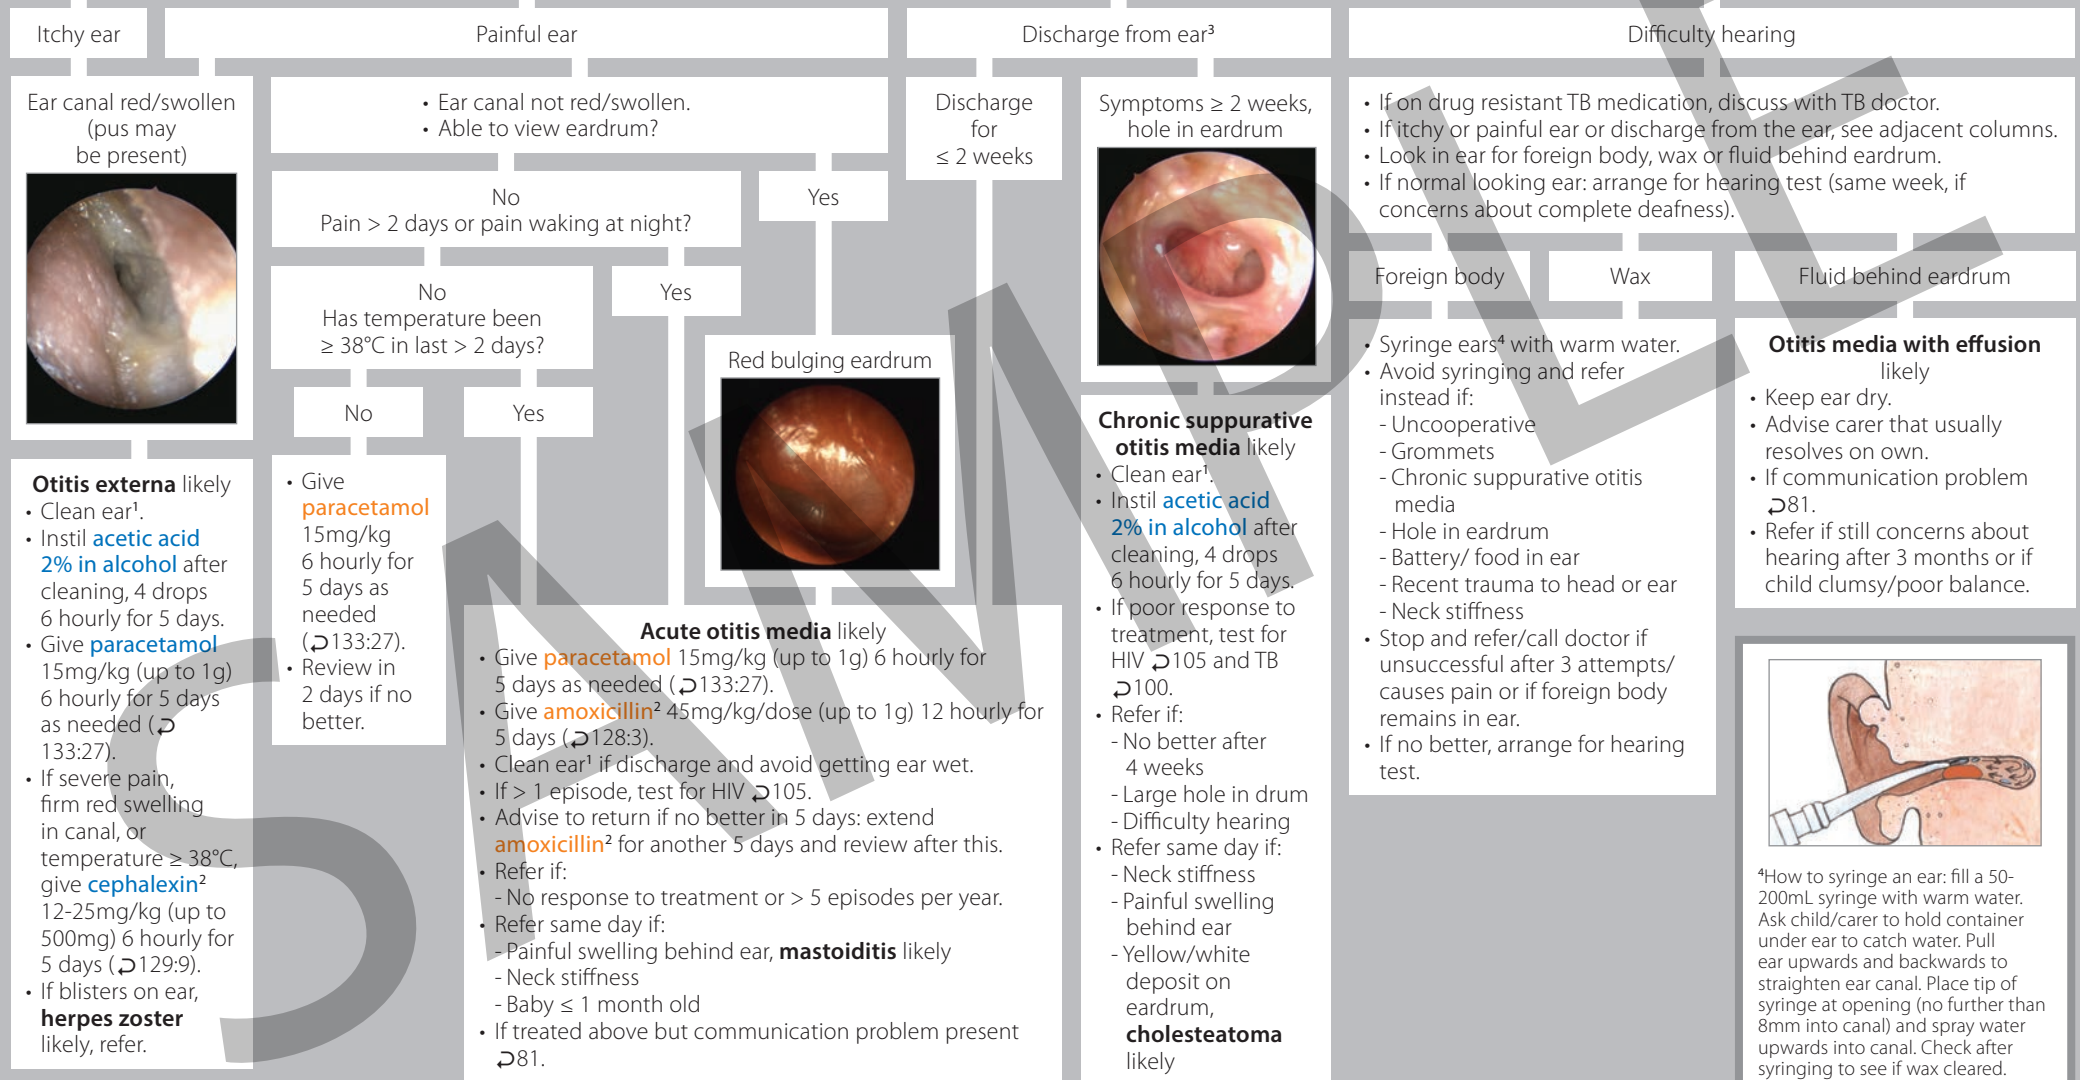 Itchy ear
Painful ear
Discharge from ear³
Difficulty hearing
Ear canal red/swollen
(pus may
be present)
Otitis externa likely
• Clean ear¹.
• Instil acetic acid
2% in alcohol after
cleaning, 4 drops
6 hourly for 5 days.
• Give paracetamol
15mg/kg (up to 1g)
6 hourly for 5 days
as needed (⮌
133:27).
• If severe pain,
firm red swelling
in canal, or
temperature ≥ 38°C,
give cephalexin²
12-25mg/kg (up to
500mg) 6 hourly for
5 days (⮌129:9).
• If blisters on ear,
herpes zoster
likely, refer.
• Ear canal not red/swollen.
• Able to view eardrum?
No
Pain > 2 days or pain waking at night?
Yes
No
Has temperature been
≥ 38°C in last > 2 days?
Yes
No
Yes
• Give
paracetamol
15mg/kg
6 hourly for
5 days as
needed
(⮌133:27).
• Review in
2 days if no
better.
Red bulging eardrum
Acute otitis media likely
• Give paracetamol 15mg/kg (up to 1g) 6 hourly for
5 days as needed (⮌133:27).
• Give amoxicillin² 45mg/kg/dose (up to 1g) 12 hourly for
5 days (⮌128:3).
• Clean ear¹ if discharge and avoid getting ear wet.
• If > 1 episode, test for HIV ⮌105.
• Advise to return if no better in 5 days: extend
amoxicillin² for another 5 days and review after this.
• Refer if:
- No response to treatment or > 5 episodes per year.
• Refer same day if:
- Painful swelling behind ear, mastoiditis likely
- Neck stiffness
- Baby ≤ 1 month old
• If treated above but communication problem present
⮌81.
Discharge
for
≤ 2 weeks
Symptoms ≥ 2 weeks,
hole in eardrum
Chronic suppurative
otitis media likely
• Clean ear¹.
• Instil acetic acid
2% in alcohol after
cleaning, 4 drops
6 hourly for 5 days.
• If poor response to
treatment, test for
HIV ⮌105 and TB
⮌100.
• Refer if:
- No better after
4 weeks
- Large hole in drum
- Difficulty hearing
• Refer same day if:
- Neck stiffness
- Painful swelling
behind ear
- Yellow/white
deposit on
eardrum,
cholesteatoma
likely
• If on drug resistant TB medication, discuss with TB doctor.
• If itchy or painful ear or discharge from the ear, see adjacent columns.
• Look in ear for foreign body, wax or fluid behind eardrum.
• If normal looking ear: arrange for hearing test (same week, if
concerns about complete deafness).
Foreign body
Wax
Fluid behind eardrum
• Syringe ears⁴ with warm water.
• Avoid syringing and refer
instead if:
- Uncooperative
- Grommets
- Chronic suppurative otitis
media
- Hole in eardrum
- Battery/ food in ear
- Recent trauma to head or ear
- Neck stiffness
• Stop and refer/call doctor if
unsuccessful after 3 attempts/
causes pain or if foreign body
remains in ear.
• If no better, arrange for hearing
test.
Otitis media with effusion
likely
• Keep ear dry.
• Advise carer that usually
resolves on own.
• If communication problem
⮌81.
• Refer if still concerns about
hearing after 3 months or if
child clumsy/poor balance.
⁴How to syringe an ear: fill a 50-
200mL syringe with warm water.
Ask child/carer to hold container
under ear to catch water. Pull
ear upwards and backwards to
straighten ear canal. Place tip of
syringe at opening (no further than
8mm into canal) and spray water
upwards into canal. Check after
syringing to see if wax cleared.
SAMPLE